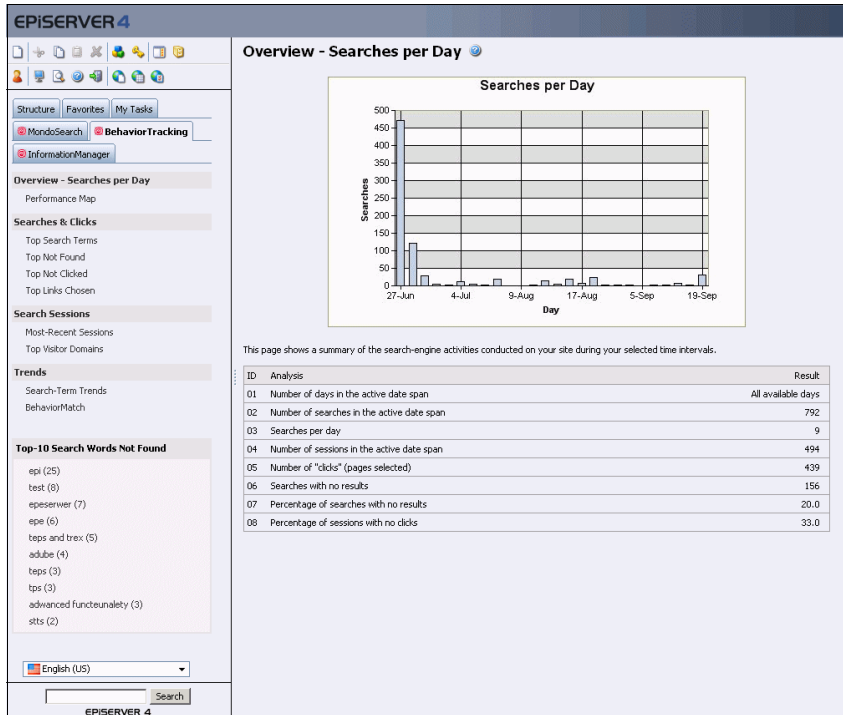 EPiSERVER 4
Structure Favorites My Tasks
MondoSearch BehaviorTracking
InformationManager
Overview - Searches per Day
Performance Map
Searches & Clicks
Top Search Terms
Top Not Found
Top Not Clicked
Top Links Chosen
Search Sessions
Most-Recent Sessions
Top Visitor Domains
Trends
Search-Term Trends
BehaviorMatch
Top-10 Search Words Not Found
epi (25)
test (8)
epeserwer (7)
epe (6)
teps and trex (5)
adube (4)
teps (3)
tps (3)
adwanced functeunalety (3)
stts (2)
English (US)
Search
EPiSERVER 4
Overview - Searches per Day
Searches per Day
500
450
400
350
300
250
200
150
100
50
0
Searches
27-Jun 4-Jul 9-Aug 17-Aug 5-Sep 19-Sep
Day
This page shows a summary of the search-engine activities conducted on your site during your selected time intervals.
ID Analysis Result
01 Number of days in the active date span All available days
02 Number of searches in the active date span 792
03 Searches per day 9
04 Number of sessions in the active date span 494
05 Number of "clicks" (pages selected) 439
06 Searches with no results 156
07 Percentage of searches with no results 20.0
08 Percentage of sessions with no clicks 33.0